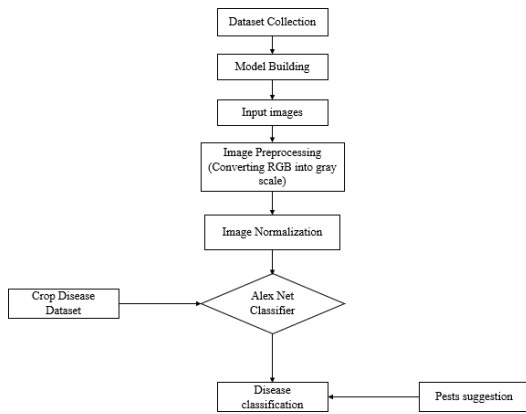 Dataset Collection
Model Building
Input images
Image Preprocessing
(Converting RGB into gray
scale)
Image Normalization
Alex Net
Classifier
Crop Disease
Dataset
Disease
classification
Pests suggestion